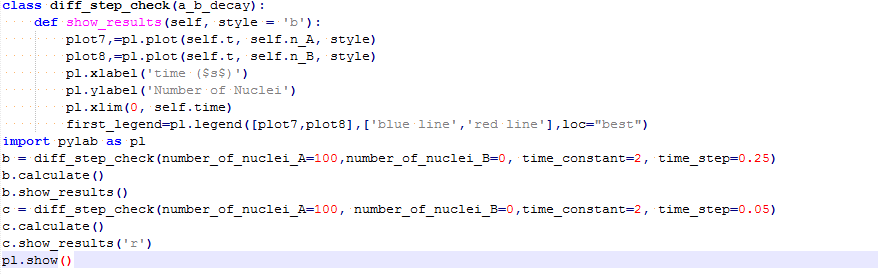 class diff_step_check(a_b_decay):
    def show_results(self, style = 'b'):
        plot7,=pl.plot(self.t, self.n_A, style)
        plot8,=pl.plot(self.t, self.n_B, style)
        pl.xlabel('time ($s$)')
        pl.ylabel('Number of Nuclei')
        pl.xlim(0, self.time)
        first_legend=pl.legend([plot7,plot8],['blue line','red line'],loc="best")
import pylab as pl
b = diff_step_check(number_of_nuclei_A=100,number_of_nuclei_B=0, time_constant=2, time_step=0.25)
b.calculate()
b.show_results()
c = diff_step_check(number_of_nuclei_A=100, number_of_nuclei_B=0,time_constant=2, time_step=0.05)
c.calculate()
c.show_results('r')
pl.show()